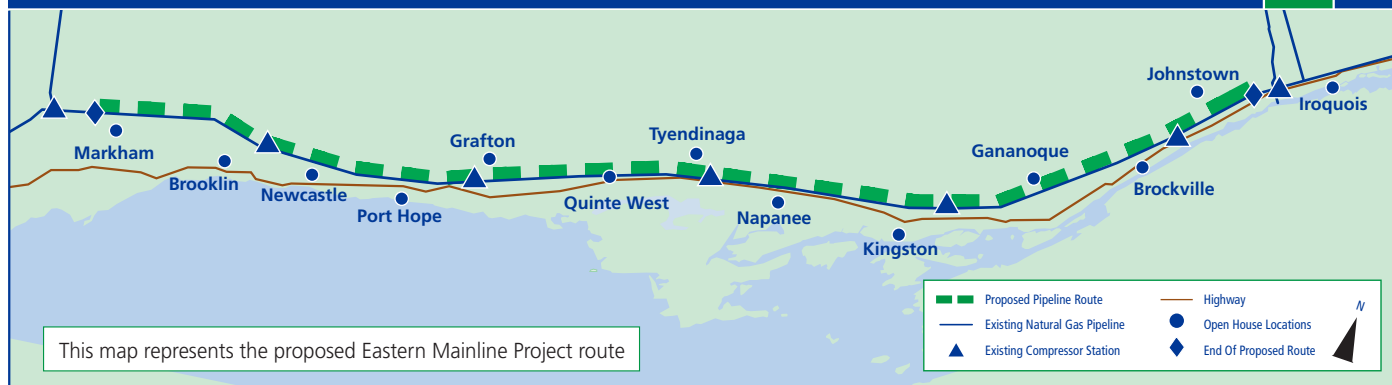 Johnstown
Iroquois
Grafton
Tyendinaga
Gananoque
Markham
Brooklin
Newcastle
Port Hope
Quinte West
Napanee
Kingston
Brockville
This map represents the proposed Eastern Mainline Project route
Proposed Pipeline Route
Existing Natural Gas Pipeline
Existing Compressor Station
Highway
Open House Locations
End Of Proposed Route
N